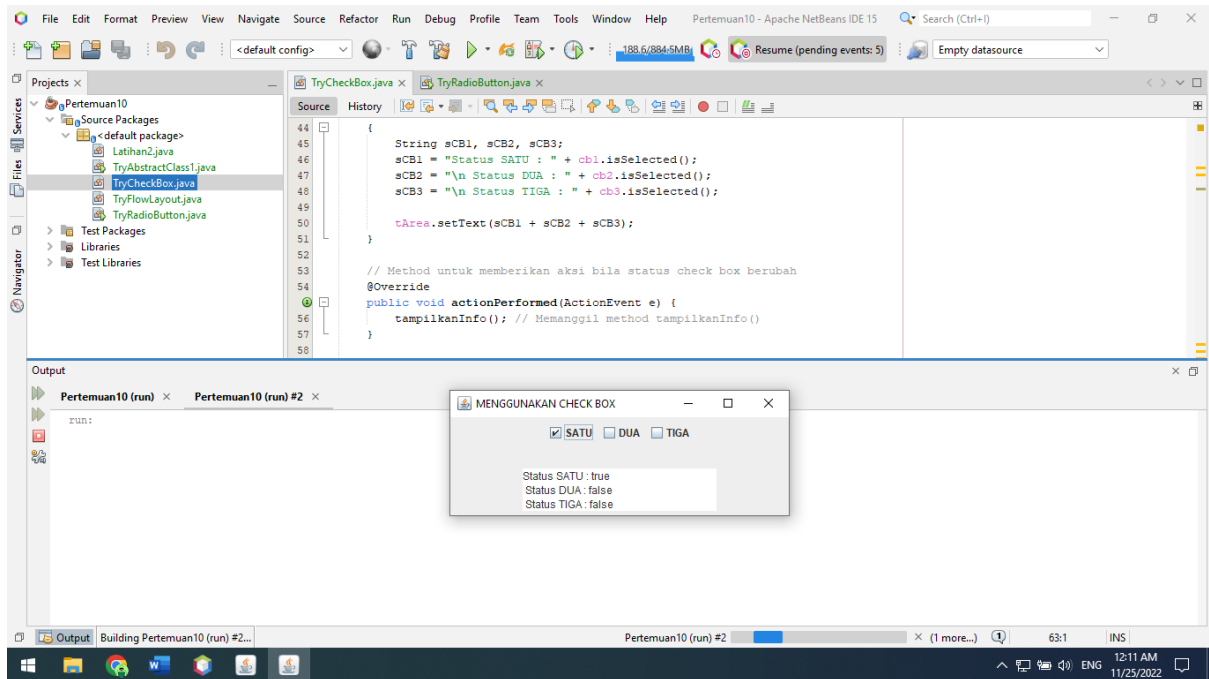 File Edit Format Preview View Navigate Source Refactor Run Debug Profile Team Tools Window Help Pertemuan10 - Apache NetBeans IDE 15 Search (Ctrl+I)
<default config> 188.6/884.5MB Resume (pending events: 5) Empty datasource
Projects × TryCheckBox.java × TryRadioButton.java ×
Services
Files
Navigator
Pertemuan10
Source Packages
<default package>
Latihan2.java
TryAbstractClass1.java
TryCheckBox.java
TryFlowLayout.java
TryRadioButton.java
Test Packages
Libraries
Test Libraries
Source History
44 {
45 String sCB1, sCB2, sCB3;
46 sCB1 = "Status SATU : " + cb1.isSelected();
47 sCB2 = "\n Status DUA : " + cb2.isSelected();
48 sCB3 = "\n Status TIGA : " + cb3.isSelected();
49
50 tArea.setText(sCB1 + sCB2 + sCB3);
51 }
52
53 // Method untuk memberikan aksi bila status check box berubah
54 @Override
public void actionPerformed(ActionEvent e) {
56 tampilkanInfo(); // Memanggil method tampilkanInfo()
57 }
58
Output
Pertemuan10 (run) × Pertemuan10 (run) #2 ×
run:
MENGGUNAKAN CHECK BOX
SATU DUA TIGA
Status SATU : true
Status DUA : false
Status TIGA : false
Output Building Pertemuan10 (run) #2... Pertemuan10 (run) #2 (1 more...) 1 63:1 INS
ENG 12:11 AM
11/25/2022